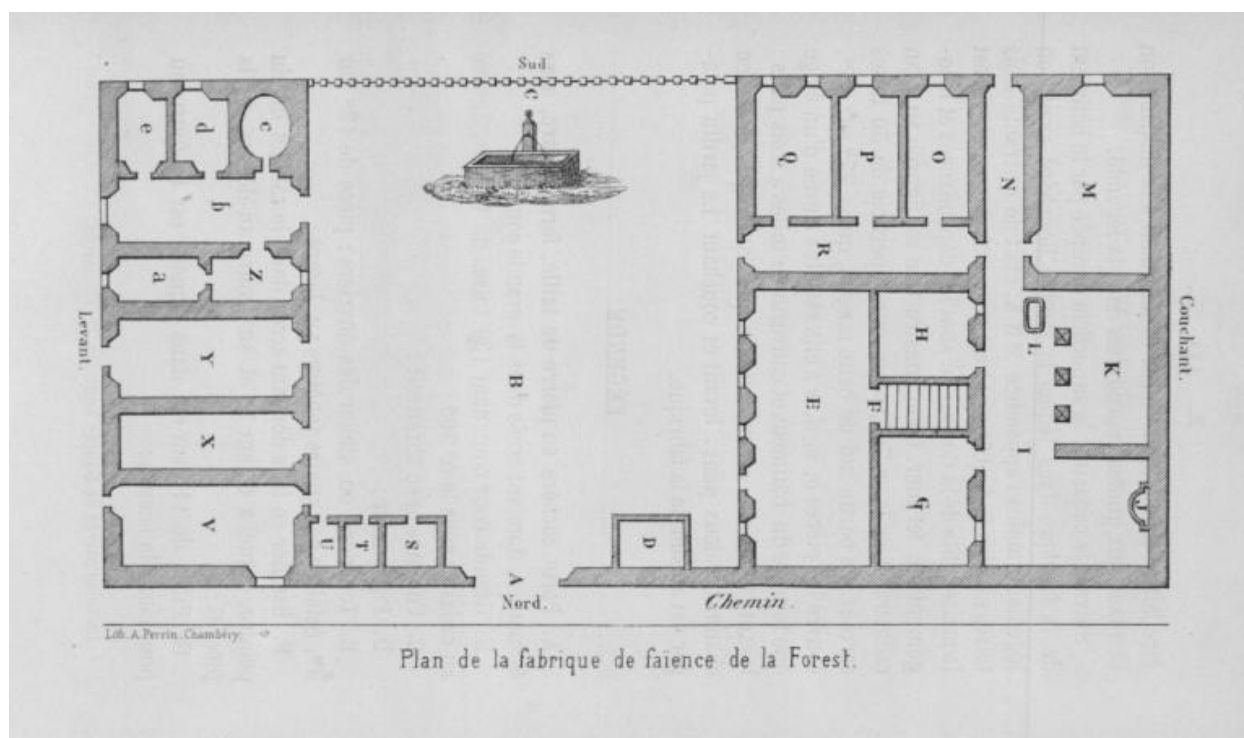 Sud.
C
e
d
c
Q
P
O
N
M
b
R
a
Z
Levant.
Couchant.
H
L
K
Y
B
E
F
X
I
G
J
V
U
T
S
D
A
Nord.
Chemin.
Lith. A. Perrin. Chambéry.
Plan de la fabrique de faïence de la Forest.